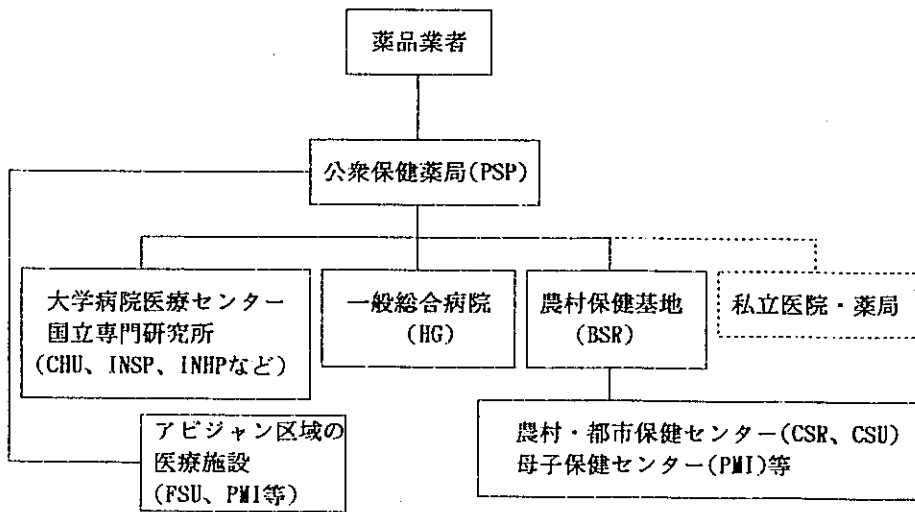 薬品業者
公衆保健薬局(PSP)
大学病院医療センター
国立専門研究所
(CHU、INSP、INHPなど)
一般総合病院
(HG)
農村保健基地
(BSR)
私立医院・薬局
アビジャン区域の
医療施設
(FSU、PMI等)
農村・都市保健センター(CSR、CSU)
母子保健センター(PMI)等